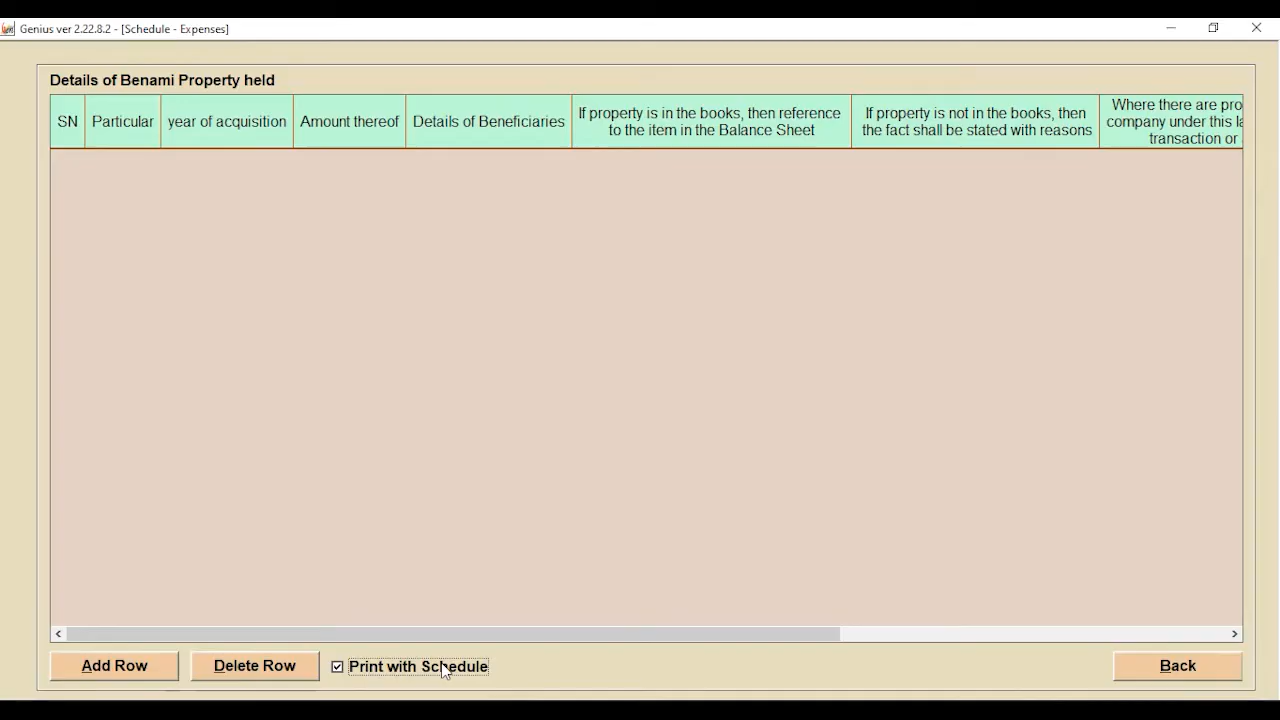 Genius ver 2.22.8.2 - [Schedule - Expenses]
Details of Benami Property held
SN
Particular
year of acquisition
Amount thereof
Details of Beneficiaries
If property is in the books, then reference
to the item in the Balance Sheet
If property is not in the books, then
the fact shall be stated with reasons
Where there are pro
company under this la
transaction or
Add Row
Delete Row
Print with Schedule
Back